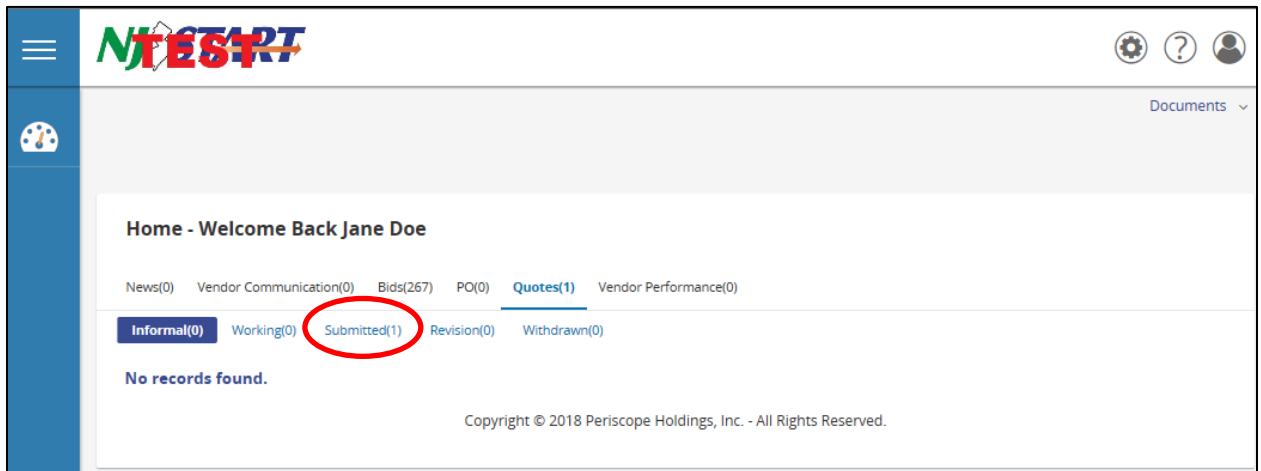 NJSTART
TEST
Documents
Home - Welcome Back Jane Doe
News(0) Vendor Communication(0) Bids(267) PO(0) Quotes(1) Vendor Performance(0)
Informal(0) Working(0) Submitted(1) Revision(0) Withdrawn(0)
No records found.
Copyright © 2018 Periscope Holdings, Inc. - All Rights Reserved.